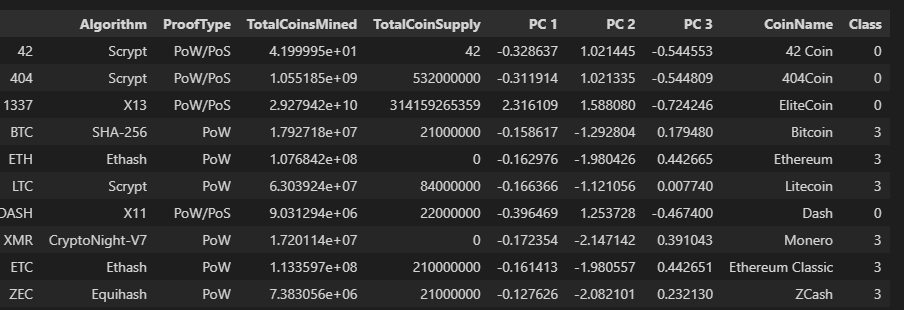 Algorithm ProofType TotalCoinsMined TotalCoinSupply PC 1 PC 2 PC 3 CoinName Class
42 Scrypt PoW/PoS 4.199995e+01 42 -0.328637 1.021445 -0.544553 42 Coin 0
404 Scrypt PoW/PoS 1.055185e+09 532000000 -0.311914 1.021335 -0.544809 404Coin 0
1337 X13 PoW/PoS 2.927942e+10 314159265359 2.316109 1.588080 -0.724246 EliteCoin 0
BTC SHA-256 PoW 1.792718e+07 21000000 -0.158617 -1.292804 0.179480 Bitcoin 3
ETH Ethash PoW 1.076842e+08 0 -0.162976 -1.980426 0.442665 Ethereum 3
LTC Scrypt PoW 6.303924e+07 84000000 -0.166366 -1.121056 0.007740 Litecoin 3
DASH X11 PoW/PoS 9.031294e+06 22000000 -0.396469 1.253728 -0.467400 Dash 0
XMR CryptoNight-V7 PoW 1.720114e+07 0 -0.172354 -2.147142 0.391043 Monero 3
ETC Ethash PoW 1.133597e+08 210000000 -0.161413 -1.980557 0.442651 Ethereum Classic 3
ZEC Equihash PoW 7.383056e+06 21000000 -0.127626 -2.082101 0.232130 ZCash 3